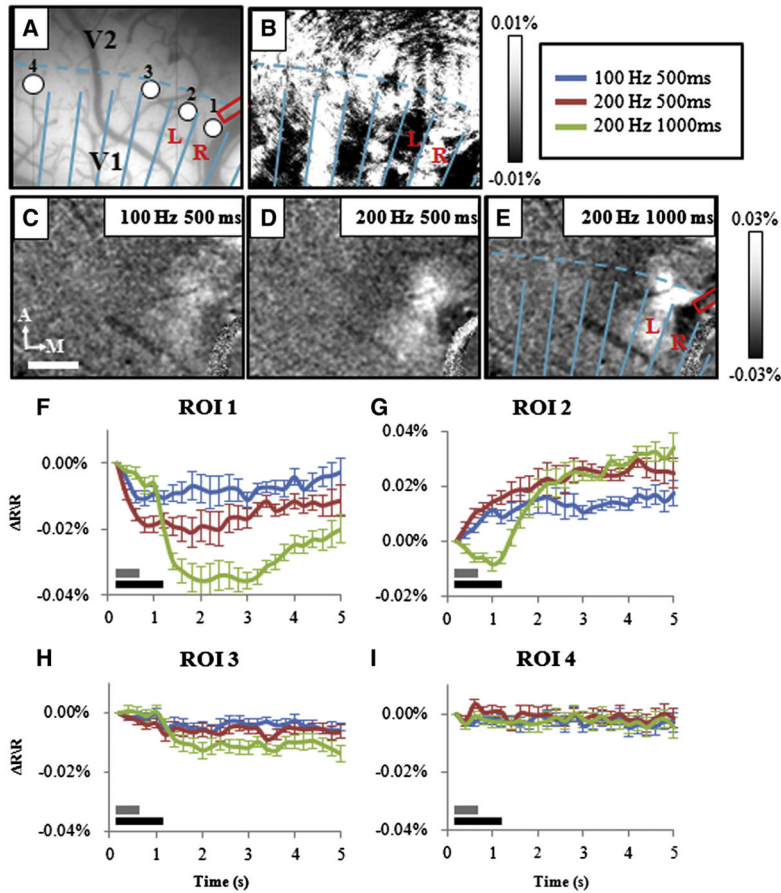 A
V2
4
3
2
1
L
R
V1
B
L
R
0.01%
-0.01%
100 Hz 500ms
200 Hz 500ms
200 Hz 1000ms
C
100 Hz 500 ms
A
M
D
200 Hz 500 ms
E
200 Hz 1000 ms
L
R
0.03%
-0.03%
F
ROI 1
0.00%
-0.02%
-0.04%
ΔR\R
0 1 2 3 4 5
G
ROI 2
0.04%
0.02%
0.00%
-0.02%
0 1 2 3 4 5
H
ROI 3
0.00%
-0.02%
-0.04%
ΔR\R
0 1 2 3 4 5
Time (s)
I
ROI 4
0.00%
-0.02%
-0.04%
0 1 2 3 4 5
Time (s)